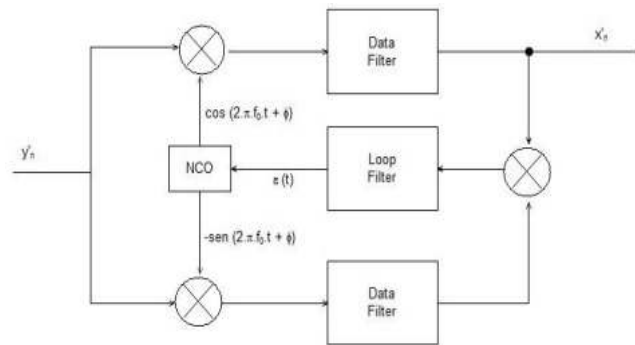 Data
Filter
x'n
cos (2.π.f₀.t + ϕ)
y'n
NCO
ε (t)
Loop
Filter
-sen (2.π.f₀.t + ϕ)
Data
Filter